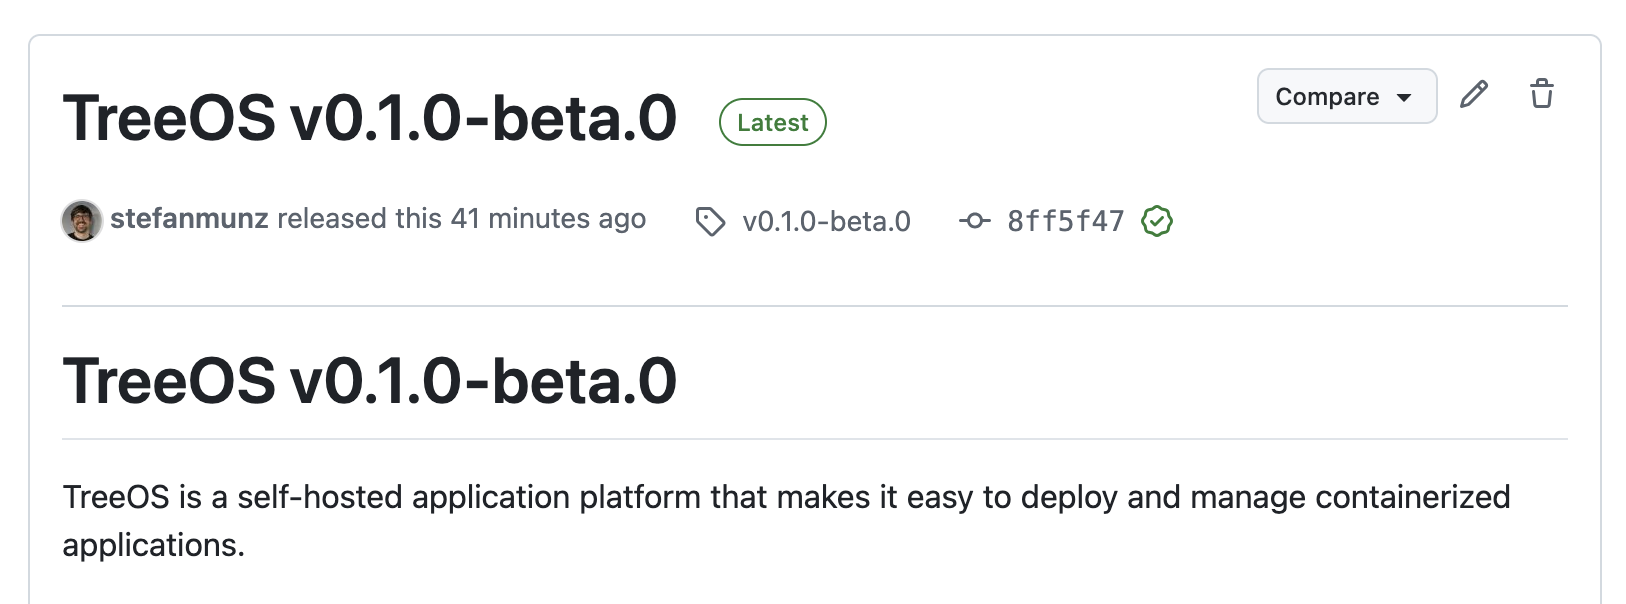 TreeOS v0.1.0-beta.0 Latest Compare
stefanmunz released this 41 minutes ago v0.1.0-beta.0 8ff5f47
TreeOS v0.1.0-beta.0
TreeOS is a self-hosted application platform that makes it easy to deploy and manage containerized
applications.